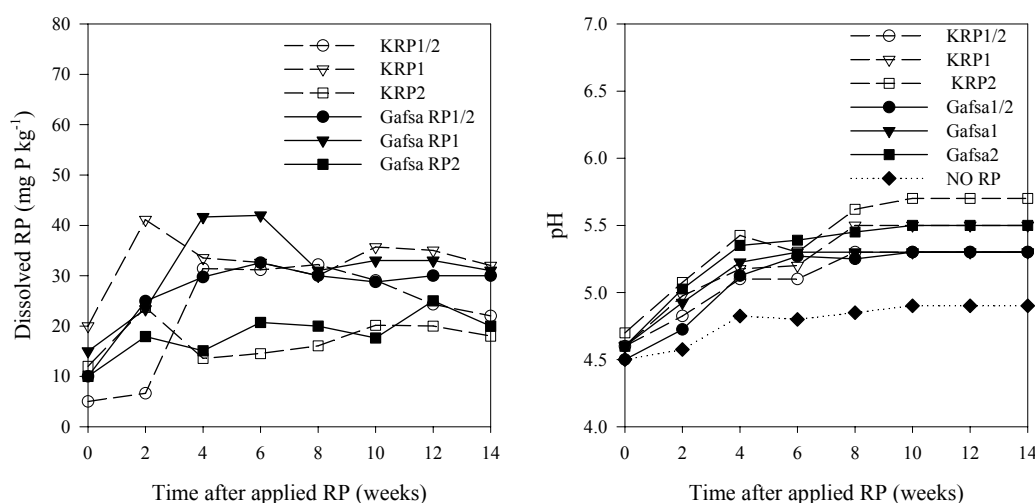 80
70
60
50
40
30
20
10
0
Dissolved RP (mg P kg-1)
KRP1/2
KRP1
KRP2
Gafsa RP1/2
Gafsa RP1
Gafsa RP2
0 2 4 6 8 10 12 14
Time after applied RP (weeks)
7.0
6.5
6.0
5.5
5.0
4.5
4.0
pH
KRP1/2
KRP1
KRP2
Gafsa1/2
Gafsa1
Gafsa2
NO RP
0 2 4 6 8 10 12 14
Time after applied RP (weeks)